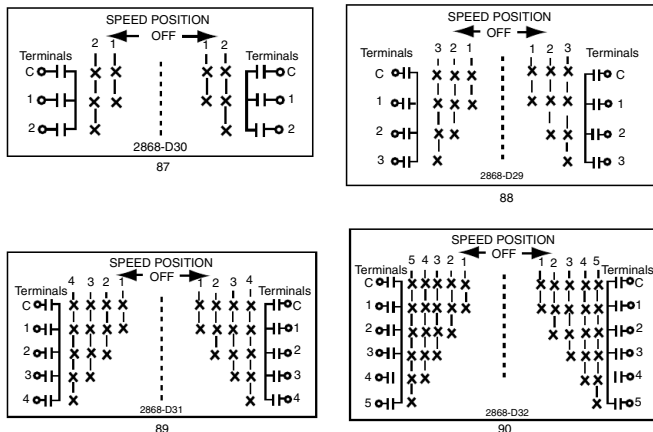 SPEED POSITION
OFF
2 1 1 2
Terminals Terminals
C C
1 1
2 2
2868-D30
87
SPEED POSITION
OFF
3 2 1 1 2 3
Terminals Terminals
C C
1 1
2 2
3 3
2868-D29
88
SPEED POSITION
OFF
4 3 2 1 1 2 3 4
Terminals Terminals
C C
1 1
2 2
3 3
4 4
2868-D31
89
SPEED POSITION
OFF
5 4 3 2 1 1 2 3 4 5
Terminals Terminals
C C
1 1
2 2
3 3
4 4
5 5
2868-D32
90